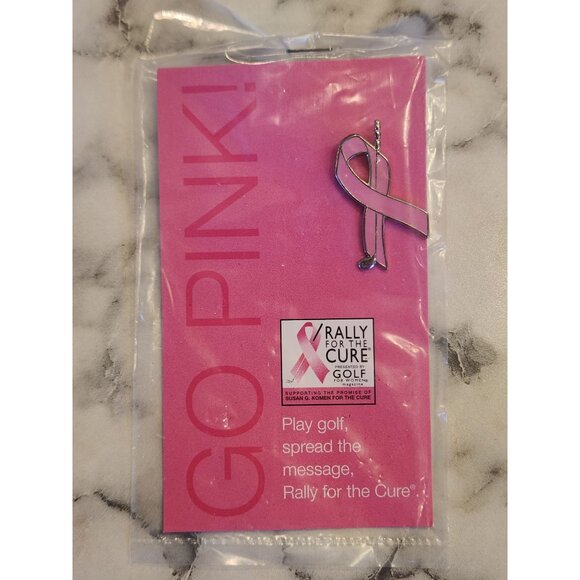 GO PINK!
RALLY
FOR THE
CURE®
PRESENTED BY
GOLF
FOR WOMEN
magazine
SUPPORTING THE PROMISE OF
SUSAN G. KOMEN FOR THE CURE
Play golf,
spread the
message,
Rally for the Cure®.